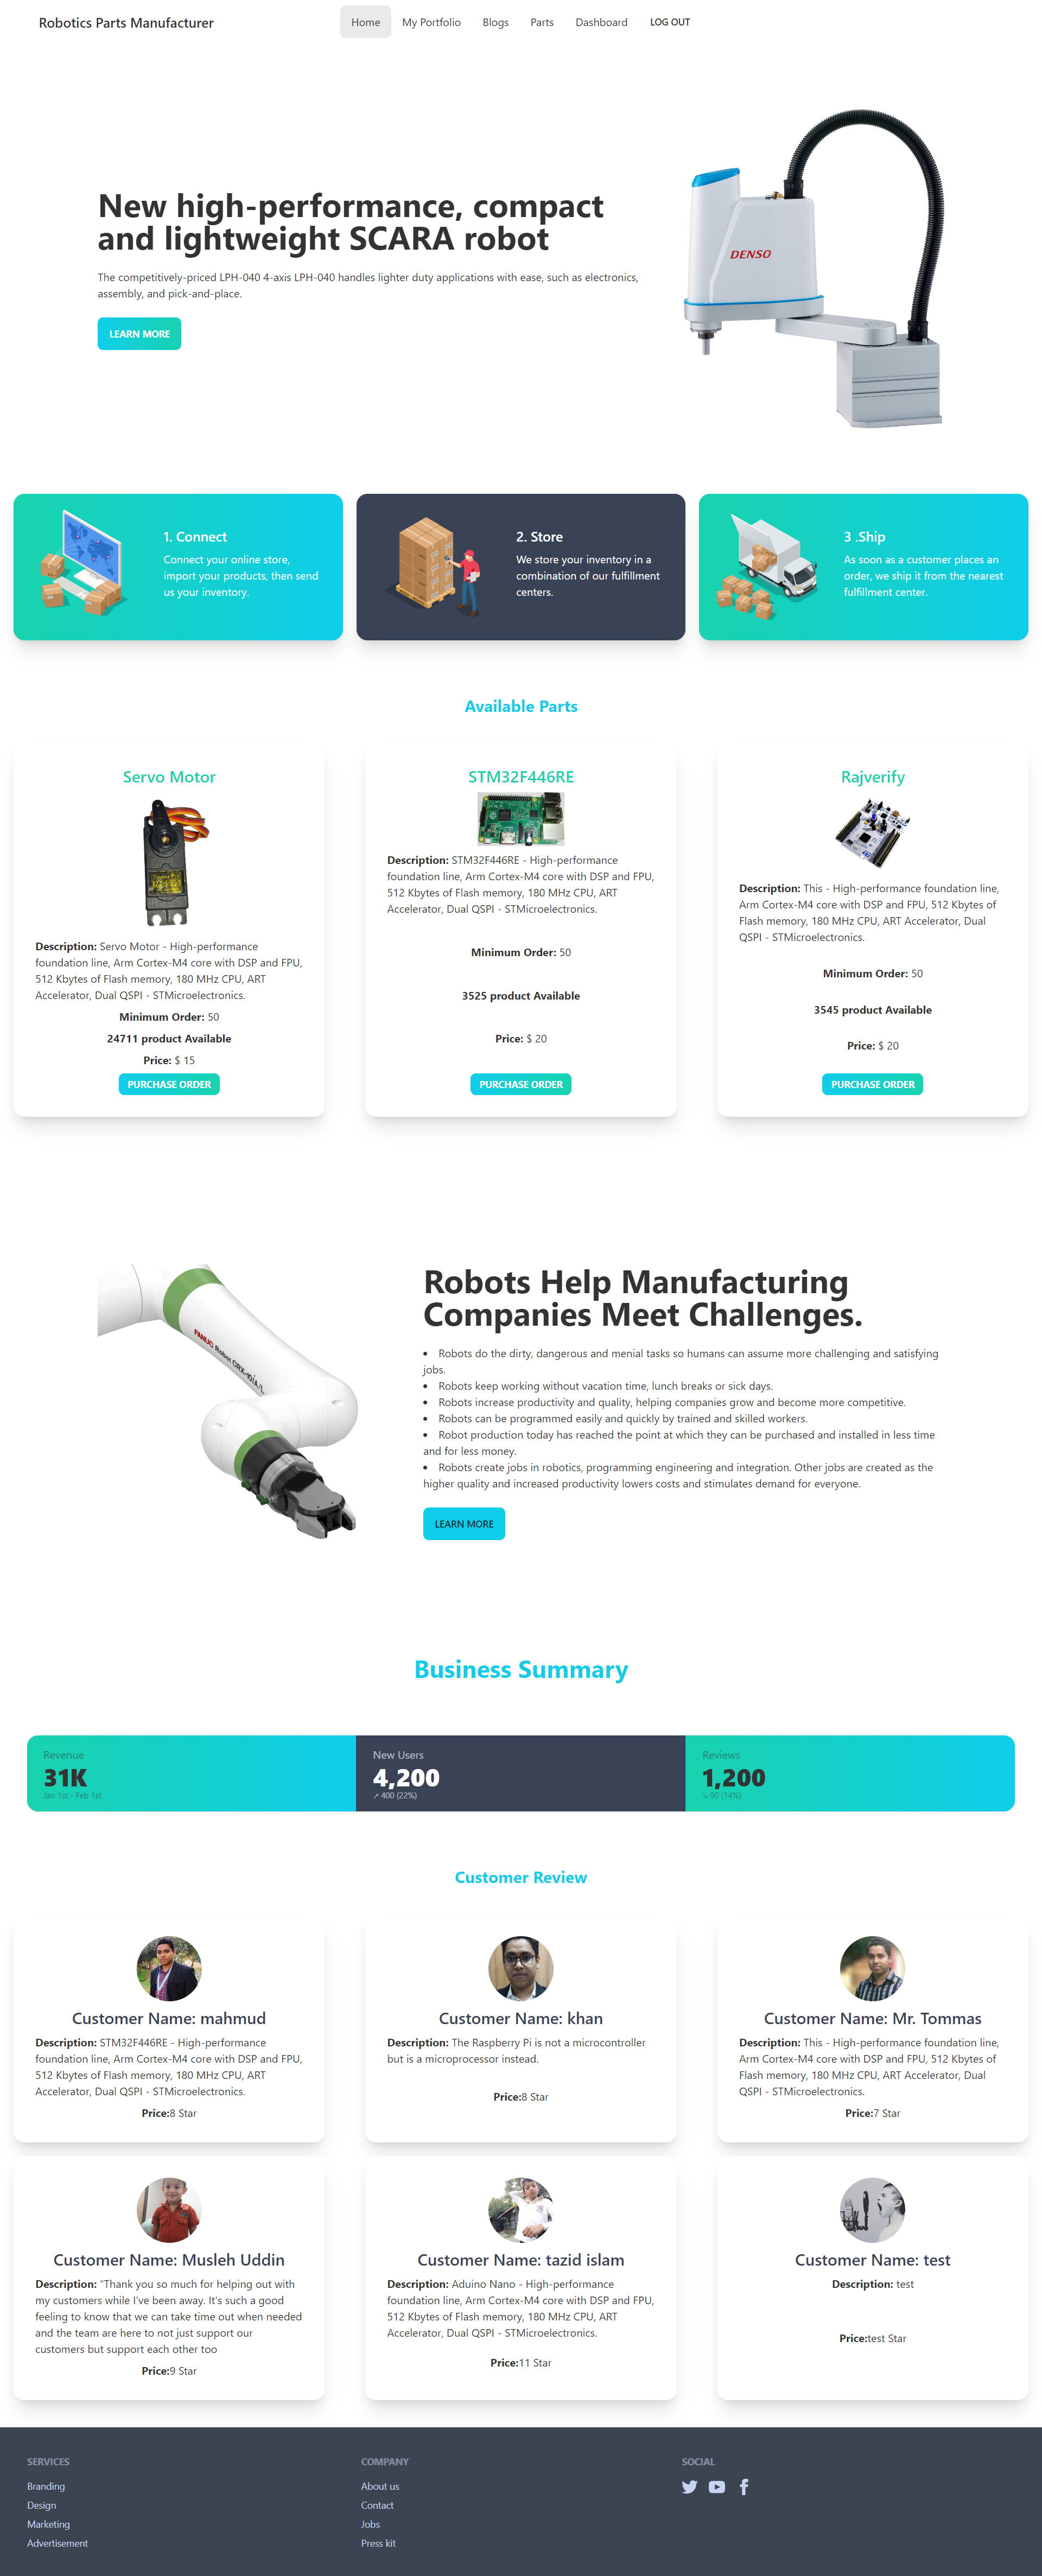 Robotics Parts Manufacturer
Home
My Portfolio
Blogs
Parts
Dashboard
LOG OUT
New high-performance, compact
and lightweight SCARA robot
The competitively-priced LPH-040 4-axis LPH-040 handles lighter duty applications with ease, such as electronics,
assembly, and pick-and-place.
LEARN MORE
DENSO
1. Connect
Connect your online store,
import your products, then send
us your inventory.
2. Store
We store your inventory in a
combination of our fulfillment
centers.
3 .Ship
As soon as a customer places an
order, we ship it from the nearest
fulfillment center.
Available Parts
Servo Motor
Description: Servo Motor - High-performance
foundation line, Arm Cortex-M4 core with DSP and FPU,
512 Kbytes of Flash memory, 180 MHz CPU, ART
Accelerator, Dual QSPI - STMicroelectronics.
Minimum Order: 50
24711 product Available
Price: $ 15
PURCHASE ORDER
STM32F446RE
Description: STM32F446RE - High-performance
foundation line, Arm Cortex-M4 core with DSP and FPU,
512 Kbytes of Flash memory, 180 MHz CPU, ART
Accelerator, Dual QSPI - STMicroelectronics.
Minimum Order: 50
3525 product Available
Price: $ 20
PURCHASE ORDER
Rajverify
Description: This - High-performance foundation line,
Arm Cortex-M4 core with DSP and FPU, 512 Kbytes of
Flash memory, 180 MHz CPU, ART Accelerator, Dual
QSPI - STMicroelectronics.
Minimum Order: 50
3545 product Available
Price: $ 20
PURCHASE ORDER
FANUC Robot CRX-10iA/L
Robots Help Manufacturing
Companies Meet Challenges.
• Robots do the dirty, dangerous and menial tasks so humans can assume more challenging and satisfying
jobs.
• Robots keep working without vacation time, lunch breaks or sick days.
• Robots increase productivity and quality, helping companies grow and become more competitive.
• Robots can be programmed easily and quickly by trained and skilled workers.
• Robot production today has reached the point at which they can be purchased and installed in less time
and for less money.
• Robots create jobs in robotics, programming engineering and integration. Other jobs are created as the
higher quality and increased productivity lowers costs and stimulates demand for everyone.
LEARN MORE
Business Summary
Revenue
31K
Jan 1st - Feb 1st
New Users
4,200
↗ 400 (22%)
Reviews
1,200
↘ 90 (14%)
Customer Review
Customer Name: mahmud
Description: STM32F446RE - High-performance
foundation line, Arm Cortex-M4 core with DSP and FPU,
512 Kbytes of Flash memory, 180 MHz CPU, ART
Accelerator, Dual QSPI - STMicroelectronics.
Price:8 Star
Customer Name: khan
Description: The Raspberry Pi is not a microcontroller
but is a microprocessor instead.
Price:8 Star
Customer Name: Mr. Tommas
Description: This - High-performance foundation line,
Arm Cortex-M4 core with DSP and FPU, 512 Kbytes of
Flash memory, 180 MHz CPU, ART Accelerator, Dual
QSPI - STMicroelectronics.
Price:7 Star
Customer Name: Musleh Uddin
Description: “Thank you so much for helping out with
my customers while I've been away. It's such a good
feeling to know that we can take time out when needed
and the team are here to not just support our
customers but support each other too
Price:9 Star
Customer Name: tazid islam
Description: Aduino Nano - High-performance
foundation line, Arm Cortex-M4 core with DSP and FPU,
512 Kbytes of Flash memory, 180 MHz CPU, ART
Accelerator, Dual QSPI - STMicroelectronics.
Price:11 Star
Customer Name: test
Description: test
Price:test Star
SERVICES
Branding
Design
Marketing
Advertisement
COMPANY
About us
Contact
Jobs
Press kit
SOCIAL